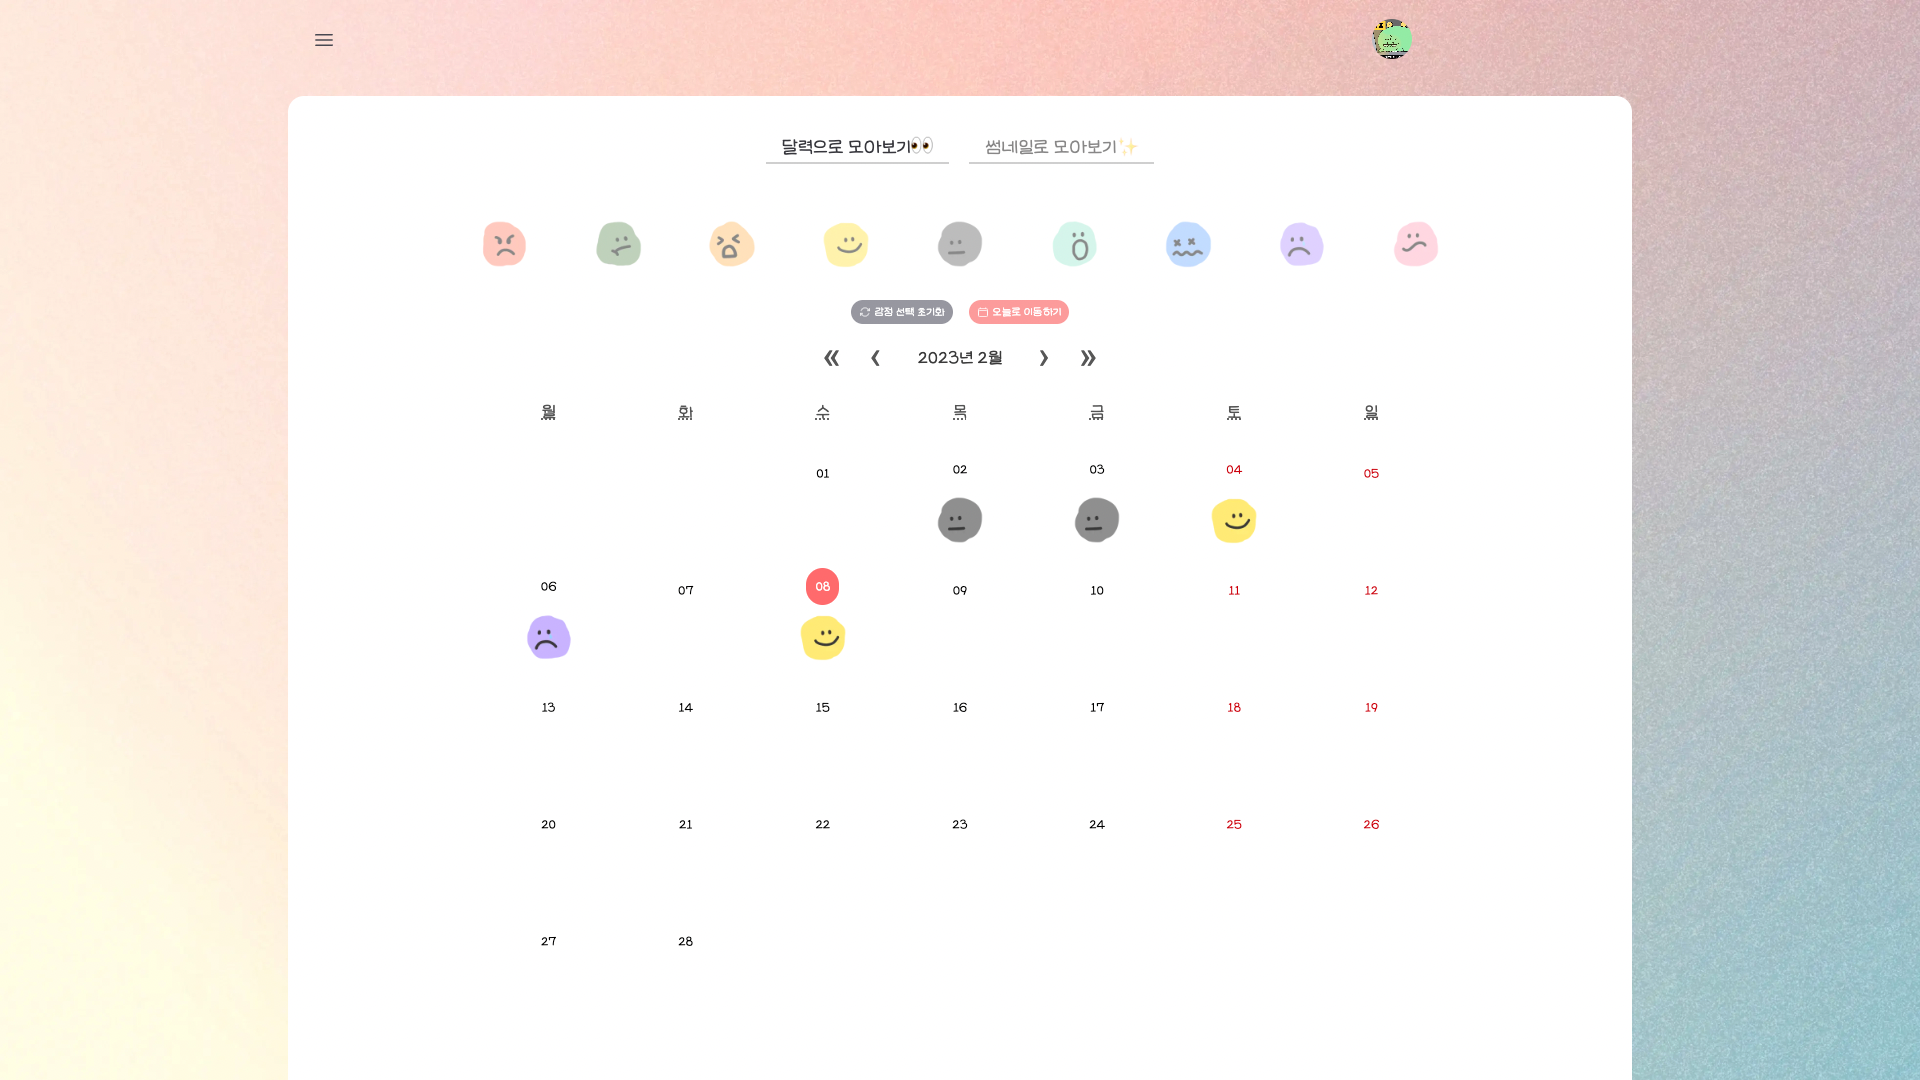 달력으로 모아보기👀 썸네일로 모아보기✨
감정 선택 초기화 오늘로 이동하기
« ‹ 2023년 2월 › »
월 화 수 목 금 토 일
01 02 03 04 05
06 07 08 09 10 11 12
13 14 15 16 17 18 19
20 21 22 23 24 25 26
27 28